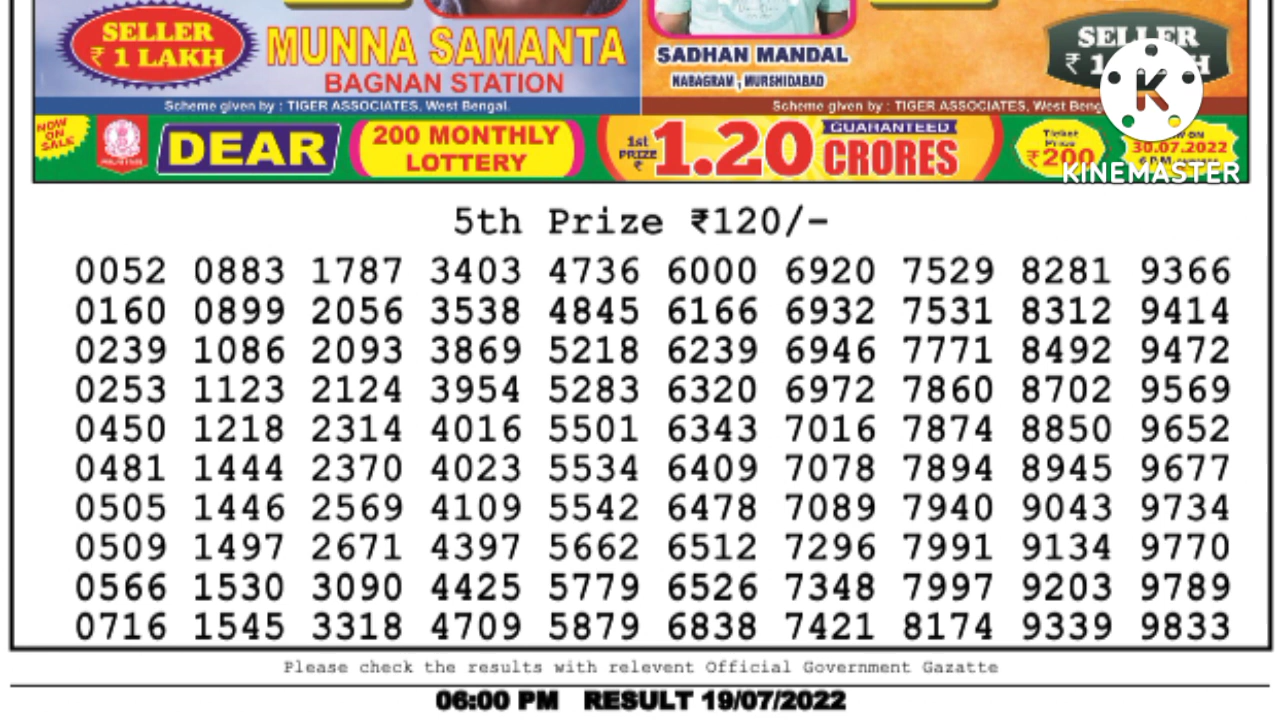 SELLER
₹ 1 LAKH
MUNNA SAMANTA
BAGNAN STATION
SADHAN MANDAL
NABAGRAM, MURSHIDABAD
SELLER
Scheme given by : TIGER ASSOCIATES, West Bengal.
Scheme given by : TIGER ASSOCIATES, West
NOW ON SALE
DEAR
200 MONTHLY
LOTTERY
1st PRIZE ₹
1.20
GUARANTEED
CRORES
Ticket Price
₹200
30.07.2022
K
KINEMASTER
5th Prize ₹120/-
0052 0883 1787 3403 4736 6000 6920 7529 8281 9366
0160 0899 2056 3538 4845 6166 6932 7531 8312 9414
0239 1086 2093 3869 5218 6239 6946 7771 8492 9472
0253 1123 2124 3954 5283 6320 6972 7860 8702 9569
0450 1218 2314 4016 5501 6343 7016 7874 8850 9652
0481 1444 2370 4023 5534 6409 7078 7894 8945 9677
0505 1446 2569 4109 5542 6478 7089 7940 9043 9734
0509 1497 2671 4397 5662 6512 7296 7991 9134 9770
0566 1530 3090 4425 5779 6526 7348 7997 9203 9789
0716 1545 3318 4709 5879 6838 7421 8174 9339 9833
Please check the results with relevent Official Government Gazatte
06:00 PM RESULT 19/07/2022